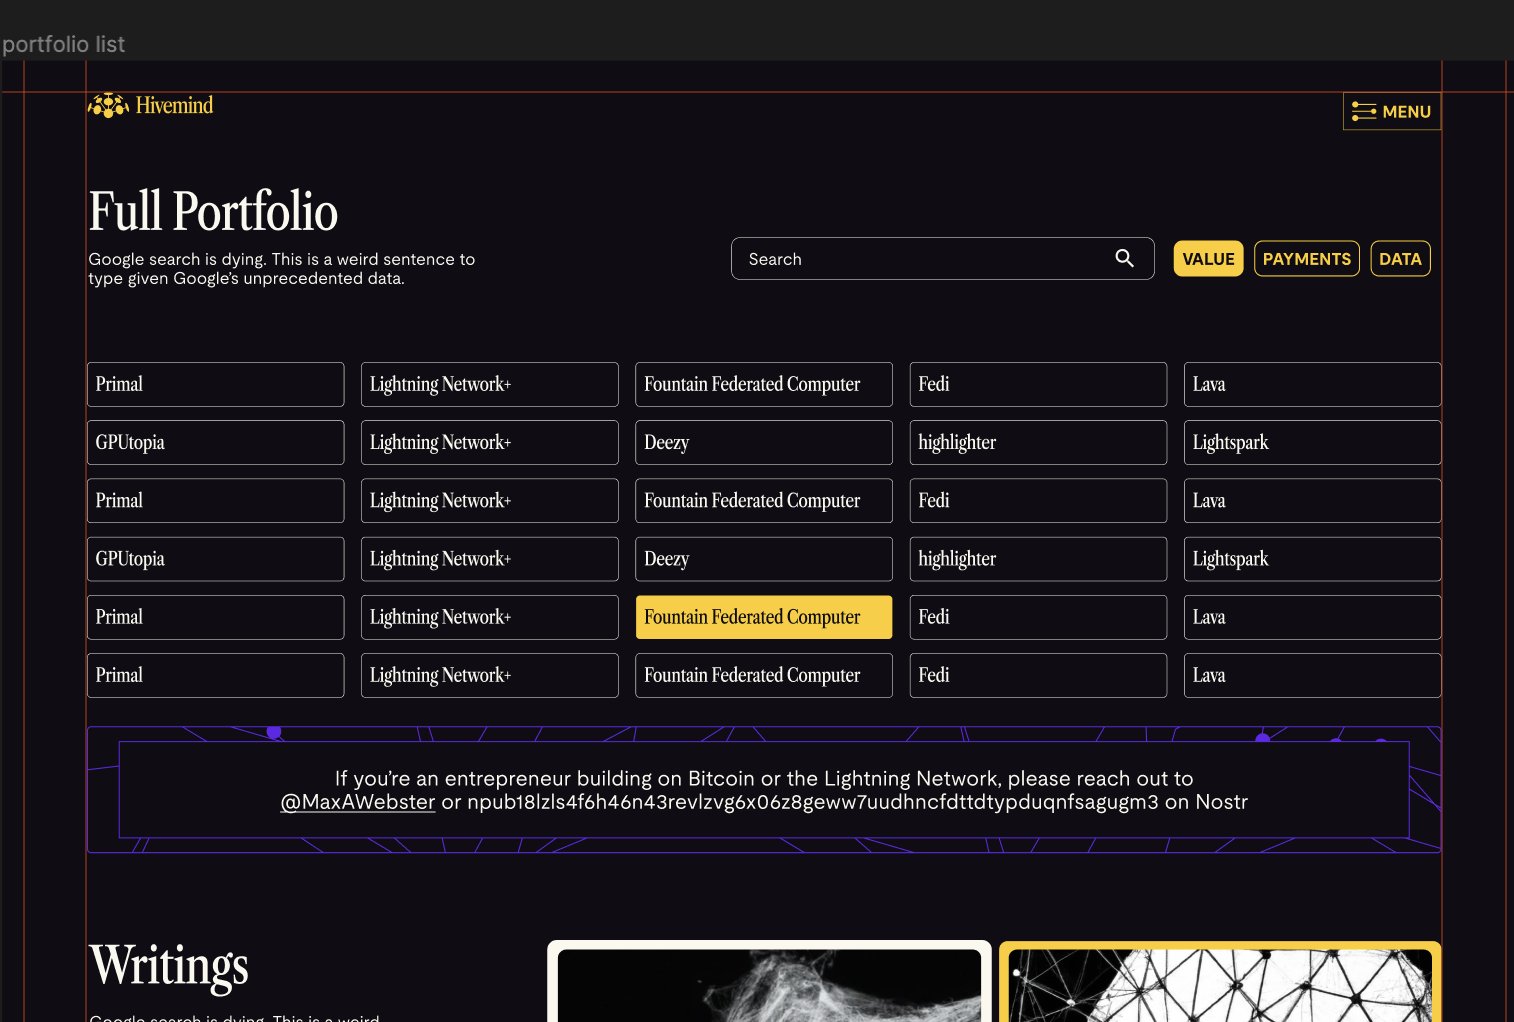 portfolio list
Hivemind
MENU
Full Portfolio
Google search is dying. This is a weird sentence to
type given Google's unprecedented data.
Search
VALUE
PAYMENTS
DATA
Primal
Lightning Network+
Fountain Federated Computer
Fedi
Lava
GPUtopia
Lightning Network+
Deezy
highlighter
Lightspark
Primal
Lightning Network+
Fountain Federated Computer
Fedi
Lava
GPUtopia
Lightning Network+
Deezy
highlighter
Lightspark
Primal
Lightning Network+
Fountain Federated Computer
Fedi
Lava
Primal
Lightning Network+
Fountain Federated Computer
Fedi
Lava
If you're an entrepreneur building on Bitcoin or the Lightning Network, please reach out to
@MaxAWebster or npub18lzls4f6h46n43revlzvg6x06z8geww7uudhncfdttdtypduqnfsagugm3 on Nostr
Writings
Google search is dying. This is a weird